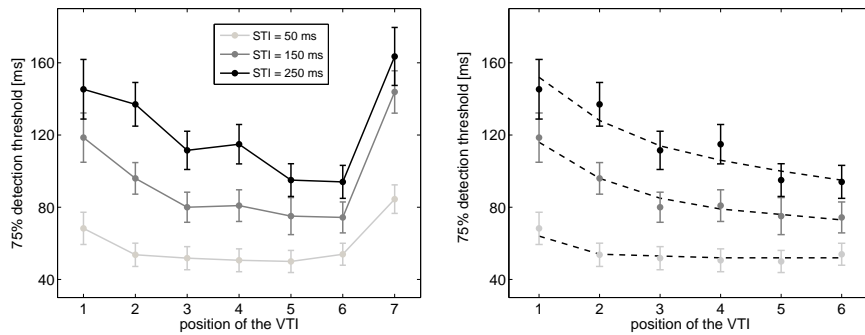 160
120
80
40
75% detection threshold [ms]
STI = 50 ms
STI = 150 ms
STI = 250 ms
1 2 3 4 5 6 7
position of the VTI
160
120
80
40
75% detection threshold [ms]
1 2 3 4 5 6
position of the VTI